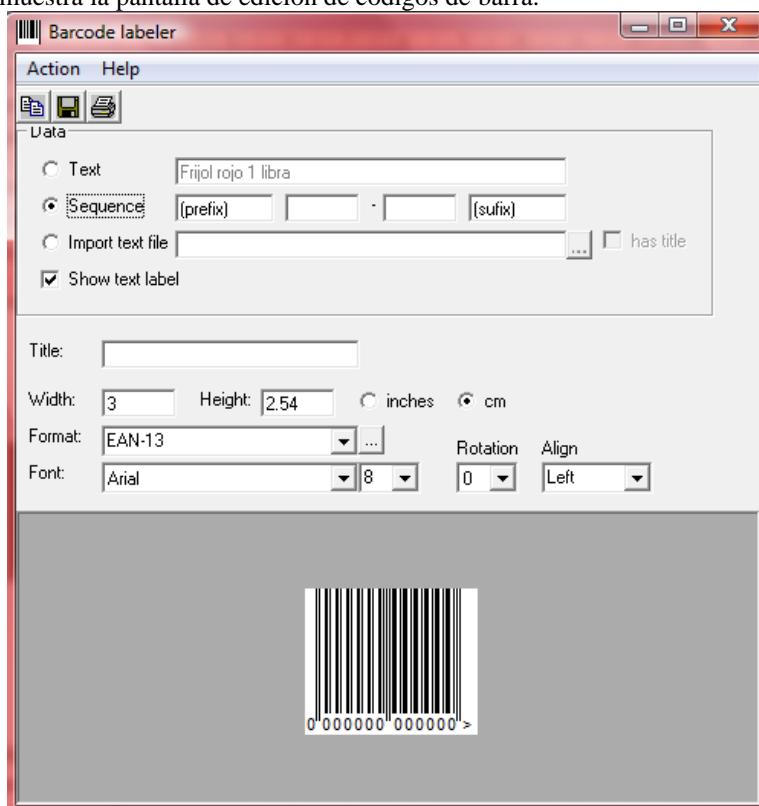 muestra la pantalla de edición de códigos de barra.
Barcode labeler
Action Help
Data
Text Frijol rojo 1 libra
Sequence (prefix) - (sufix)
Import text file ... has title
Show text label
Title:
Width: 3 Height: 2.54 inches cm
Format: EAN-13 ...
Rotation Align
Font: Arial 8 0 Left
0"000000"000000">